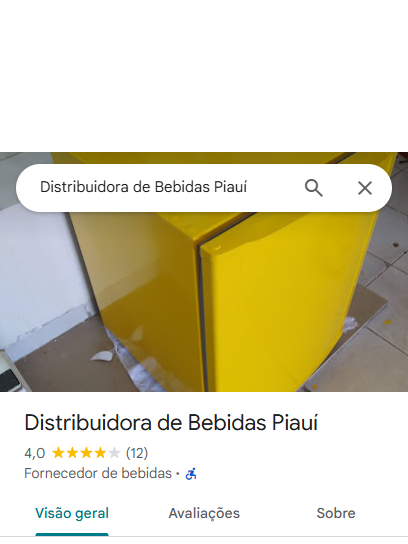 Distribuidora de Bebidas Piauí
Distribuidora de Bebidas Piauí
4,0 (12)
Fornecedor de bebidas ·
Visão geral
Avaliações
Sobre